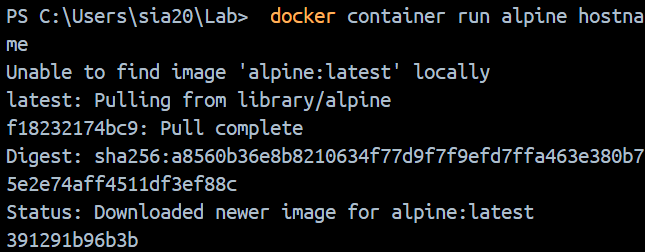 PS C:\Users\sia20\Lab>  docker container run alpine hostna
me
Unable to find image 'alpine:latest' locally
latest: Pulling from library/alpine
f18232174bc9: Pull complete
Digest: sha256:a8560b36e8b8210634f77d9f7f9efd7ffa463e380b7
5e2e74aff4511df3ef88c
Status: Downloaded newer image for alpine:latest
391291b96b3b